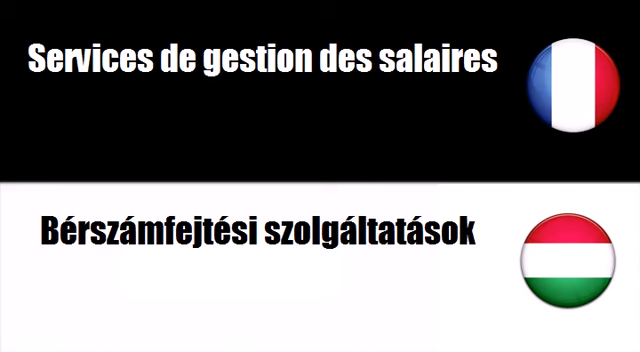 Services de gestion des salaires
Bérszámfejtési szolgáltatások